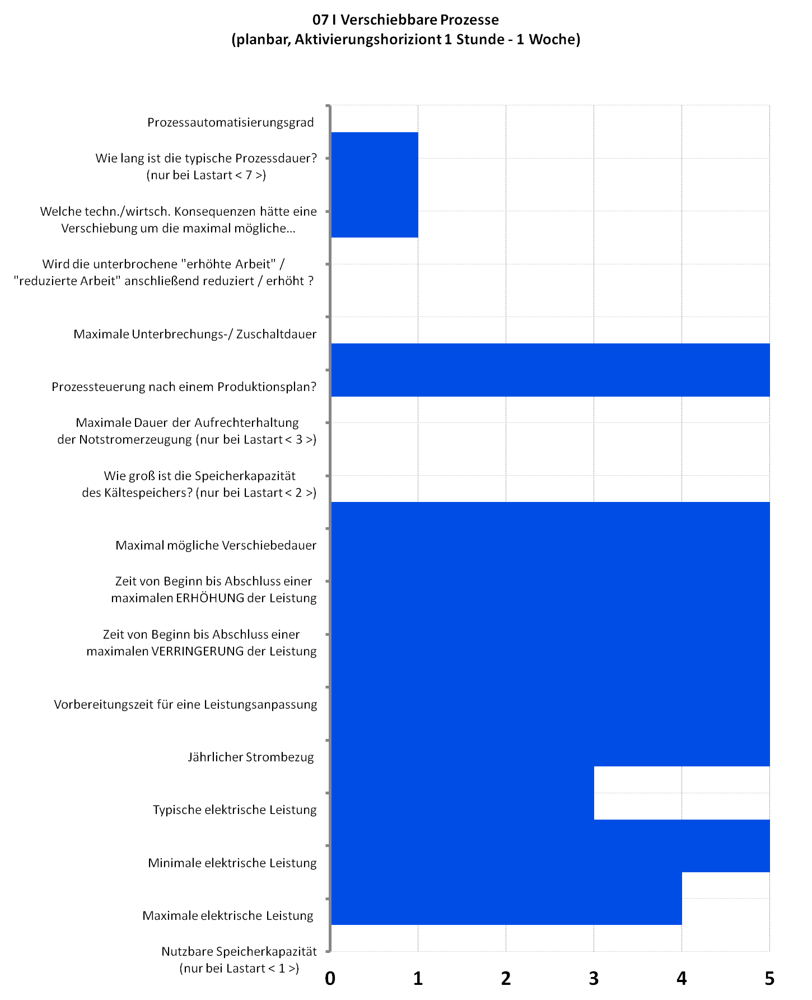 07 I Verschiebbare Prozesse
(planbar, Aktivierungshoriziont 1 Stunde - 1 Woche)
Prozessautomatisierungsgrad
Wie lang ist die typische Prozessdauer?
(nur bei Lastart < 7 >)
Welche techn./wirtsch. Konsequenzen hätte eine
Verschiebung um die maximal mögliche...
Wird die unterbrochene "erhöhte Arbeit" /
"reduzierte Arbeit" anschließend reduziert / erhöht ?
Maximale Unterbrechungs-/ Zuschaltdauer
Prozessteuerung nach einem Produktionsplan?
Maximale Dauer der Aufrechterhaltung
der Notstromerzeugung (nur bei Lastart < 3 >)
Wie groß ist die Speicherkapazität
des Kältespeichers? (nur bei Lastart < 2 >)
Maximal mögliche Verschiebedauer
Zeit von Beginn bis Abschluss einer
maximalen ERHÖHUNG der Leistung
Zeit von Beginn bis Abschluss einer
maximalen VERRINGERUNG der Leistung
Vorbereitungszeit für eine Leistungsanpassung
Jährlicher Strombezug
Typische elektrische Leistung
Minimale elektrische Leistung
Maximale elektrische Leistung
Nutzbare Speicherkapazität
(nur bei Lastart < 1 >)
0 1 2 3 4 5